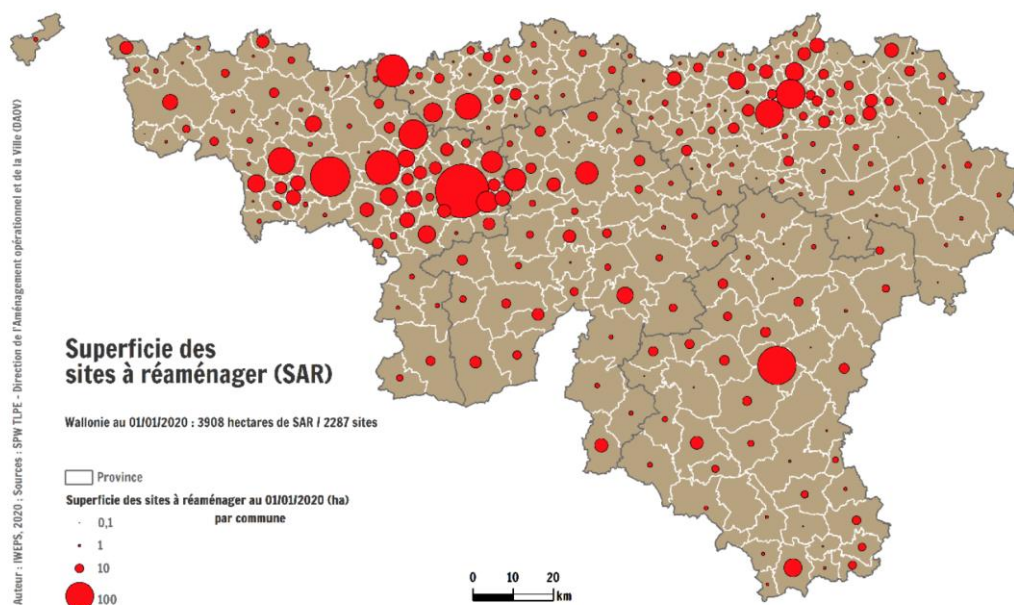 Superficie des
sites à réaménager (SAR)
Wallonie au 01/01/2020 : 3908 hectares de SAR / 2287 sites
Province
Superficie des sites à réaménager au 01/01/2020 (ha)
par commune
0,1
1
10
100
0 10 20
km
Auteur : IWEPS, 2020 : Sources : SPW TLPE - Direction de l'Aménagement opérationnel et de la Ville (DAOV)